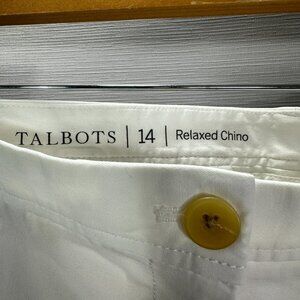 TALBOTS | 14 | Relaxed Chino